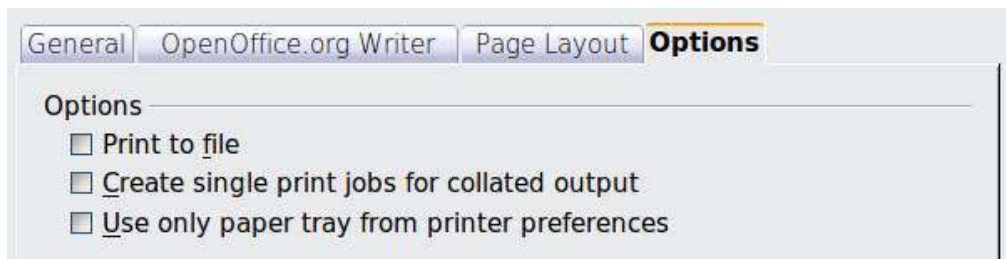 General OpenOffice.org Writer Page Layout Options
Options
Print to file
Create single print jobs for collated output
Use only paper tray from printer preferences